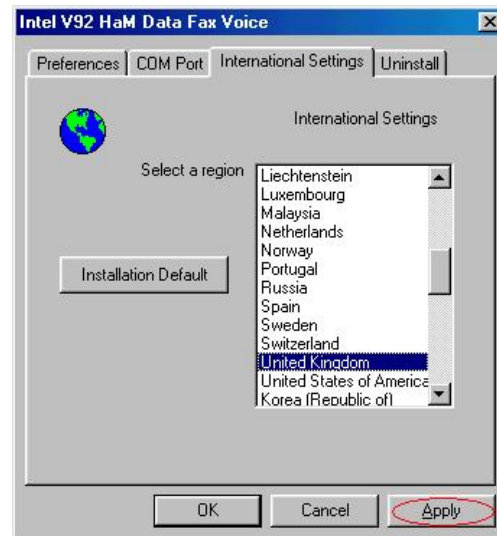 Intel V92 HaM Data Fax Voice
Preferences
COM Port
International Settings
Uninstall
International Settings
Select a region
Liechtenstein
Luxembourg
Malaysia
Netherlands
Norway
Portugal
Russia
Spain
Sweden
Switzerland
United Kingdom
United States of America
Korea (Republic of)
Installation Default
OK
Cancel
Apply